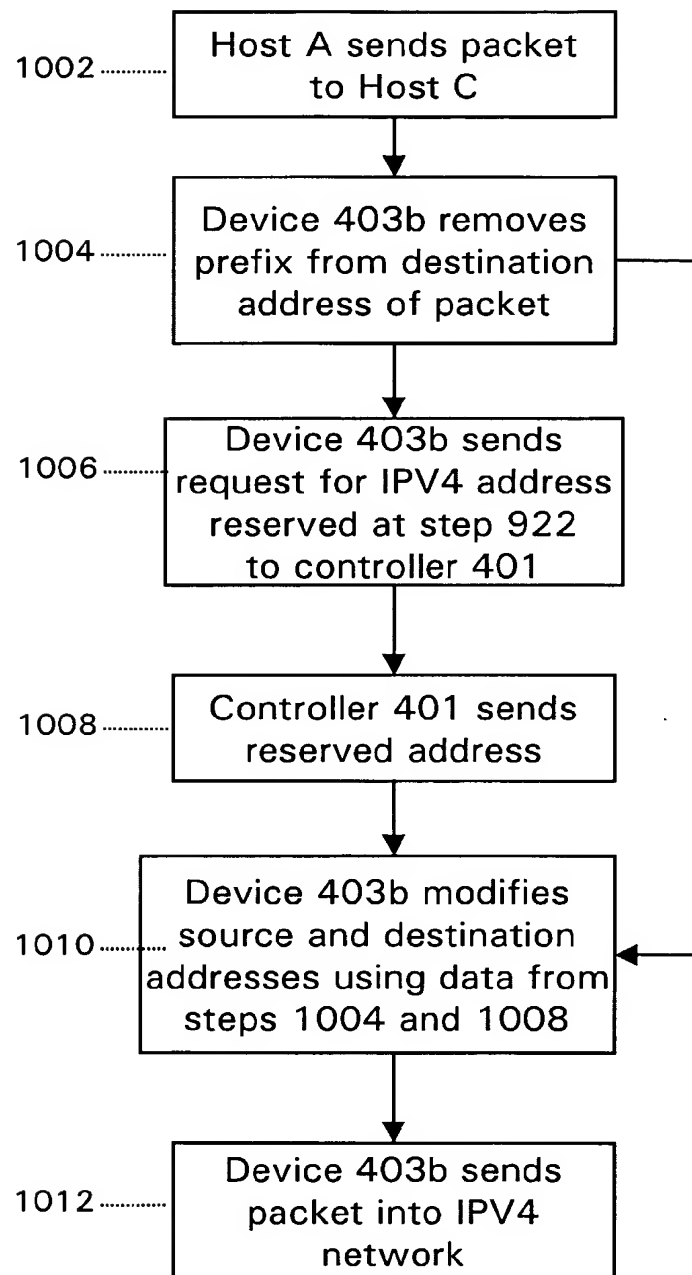 1002 ............ Host A sends packet
to Host C
1004 ............ Device 403b removes
prefix from destination
address of packet
1006 ............ Device 403b sends
request for IPV4 address
reserved at step 922
to controller 401
1008 ............ Controller 401 sends
reserved address
1010 ............ Device 403b modifies
source and destination
addresses using data from
steps 1004 and 1008
1012 ............ Device 403b sends
packet into IPV4
network